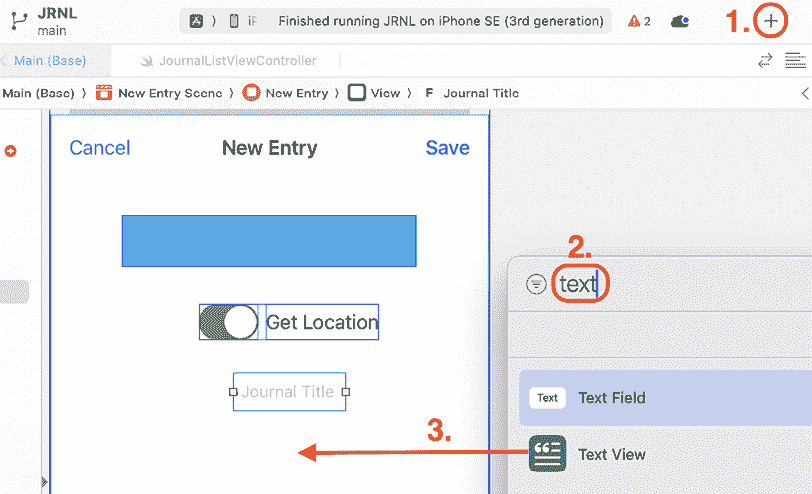 JRNL
main
iF
Finished running JRNL on iPhone SE (3rd generation)
2
1.
Main (Base)
JournalListViewController
Main (Base) 〉 New Entry Scene 〉 New Entry 〉 View 〉 F Journal Title
Cancel
New Entry
Save
2.
text
Get Location
Journal Title
Text
Text Field
3.
Text View